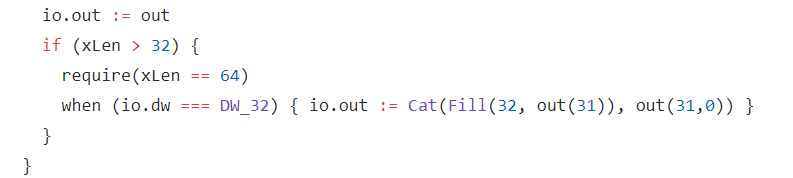 io.out := out
if (xLen > 32) {
require(xLen == 64)
when (io.dw === DW_32) { io.out := Cat(Fill(32, out(31)), out(31,0)) }
}
}